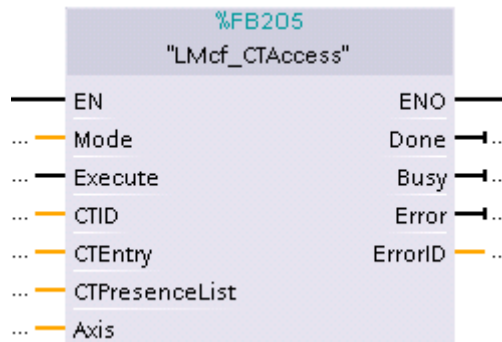 %FB205
"LMcf_CTAccess"
EN ENO
... Mode Done ...
... Execute Busy ...
... CTID Error ...
... CTEntry ErrorID ...
... CTPresenceList
... Axis